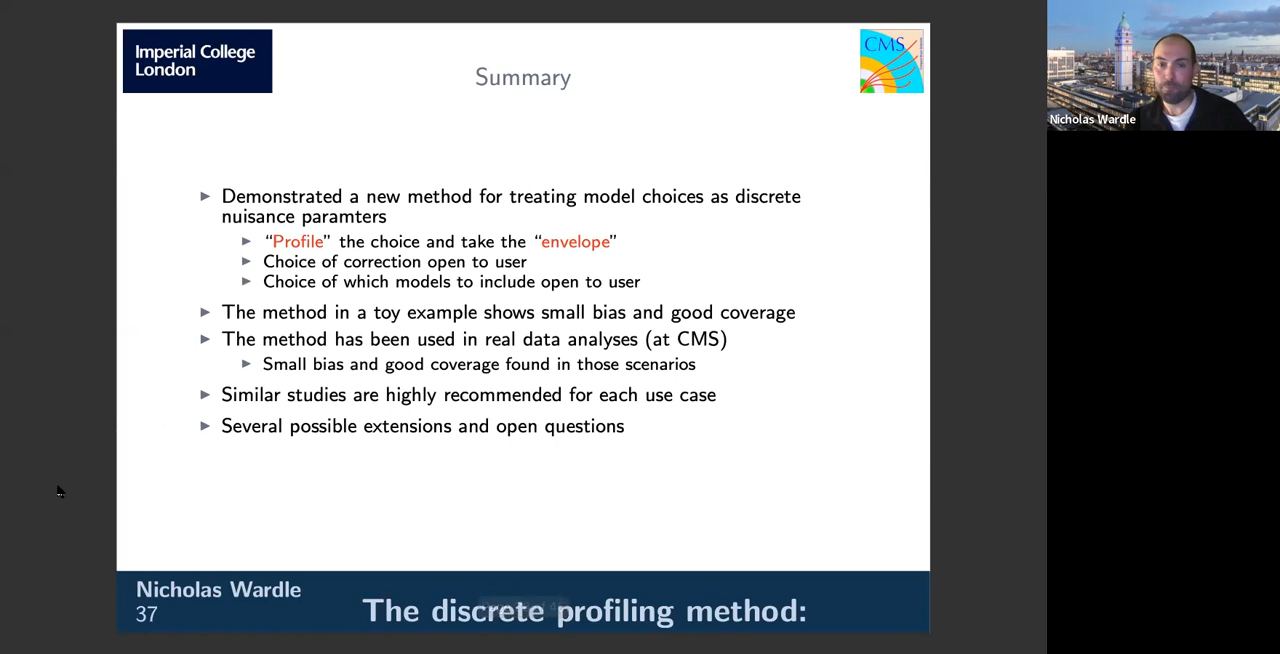 Imperial College
London
Summary
CMS
Nicholas Wardle
Demonstrated a new method for treating model choices as discrete
nuisance paramters
“Profile” the choice and take the “envelope”
Choice of correction open to user
Choice of which models to include open to user
The method in a toy example shows small bias and good coverage
The method has been used in real data analyses (at CMS)
Small bias and good coverage found in those scenarios
Similar studies are highly recommended for each use case
Several possible extensions and open questions
Nicholas Wardle
37
The discrete profiling method: